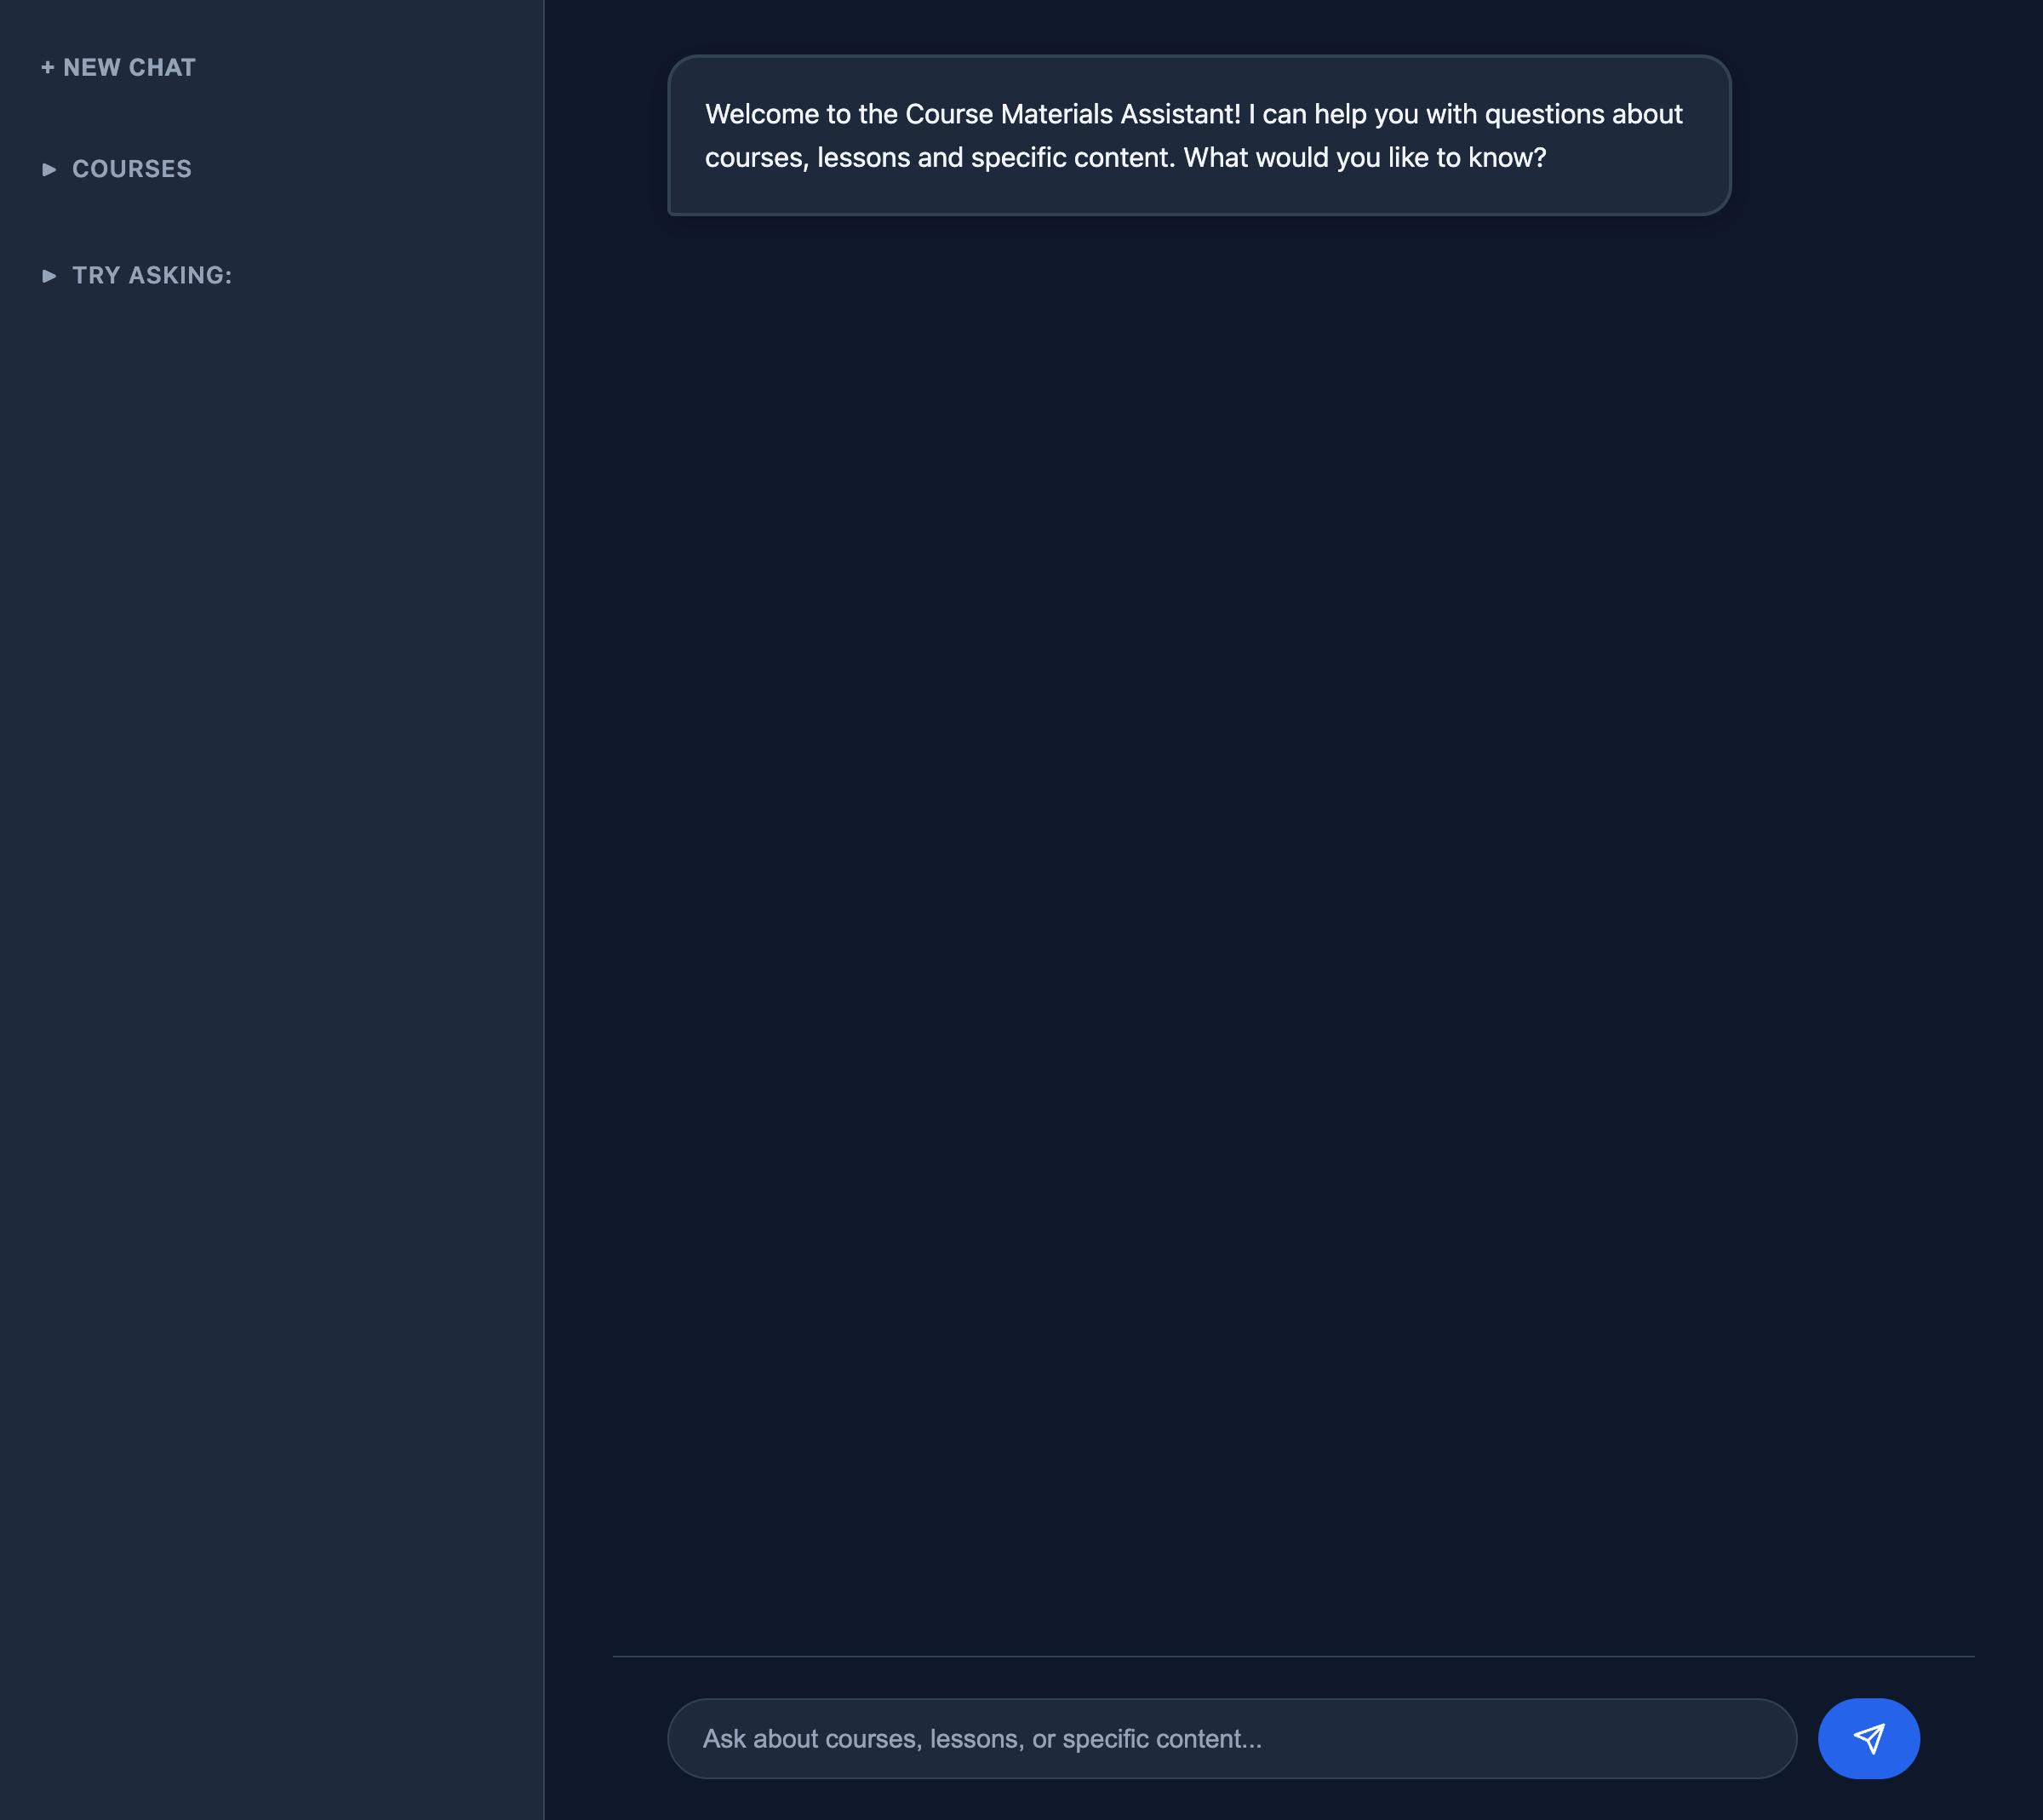 + NEW CHAT
▶ COURSES
▶ TRY ASKING:
Welcome to the Course Materials Assistant! I can help you with questions about
courses, lessons and specific content. What would you like to know?
Ask about courses, lessons, or specific content...